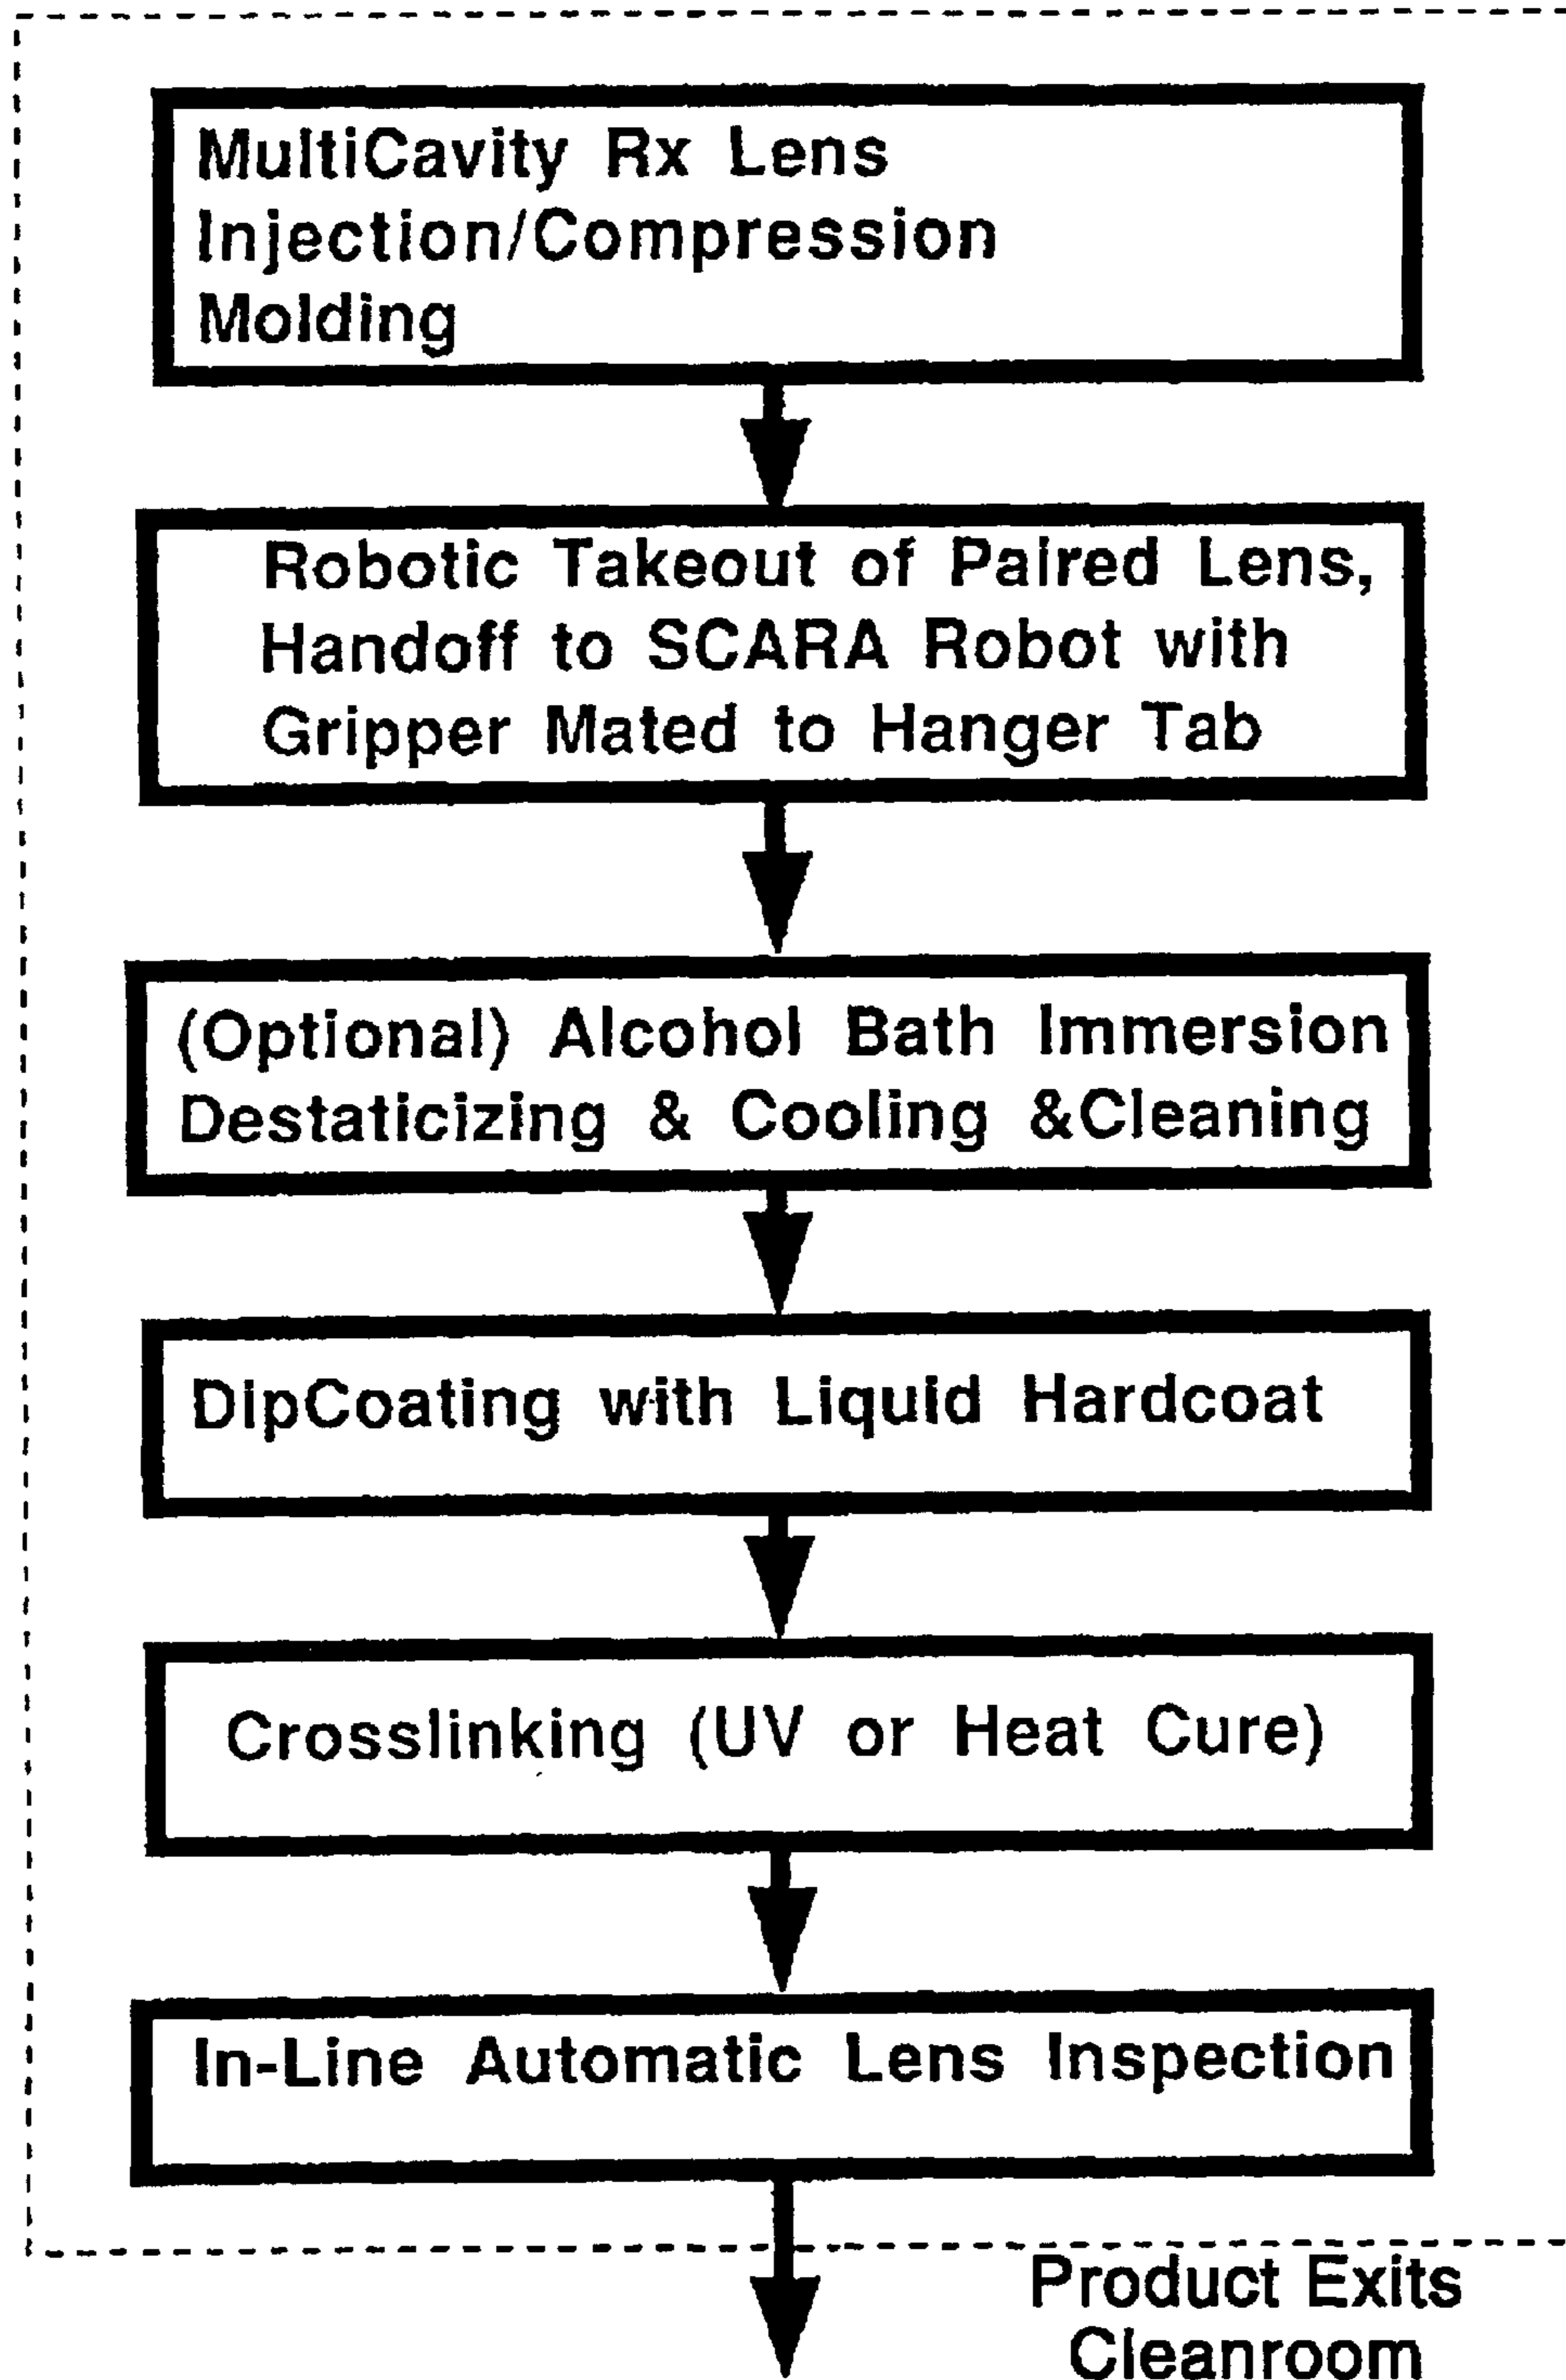 MultiCavity Rx Lens
Injection/Compression
Molding
Robotic Takeout of Paired Lens,
Handoff to SCARA Robot with
Gripper Mated to Hanger Tab
(Optional) Alcohol Bath Immersion
Destaticizing & Cooling &Cleaning
DipCoating with Liquid Hardcoat
Crosslinking (UV or Heat Cure)
In-Line Automatic Lens Inspection
Product Exits
Cleanroom